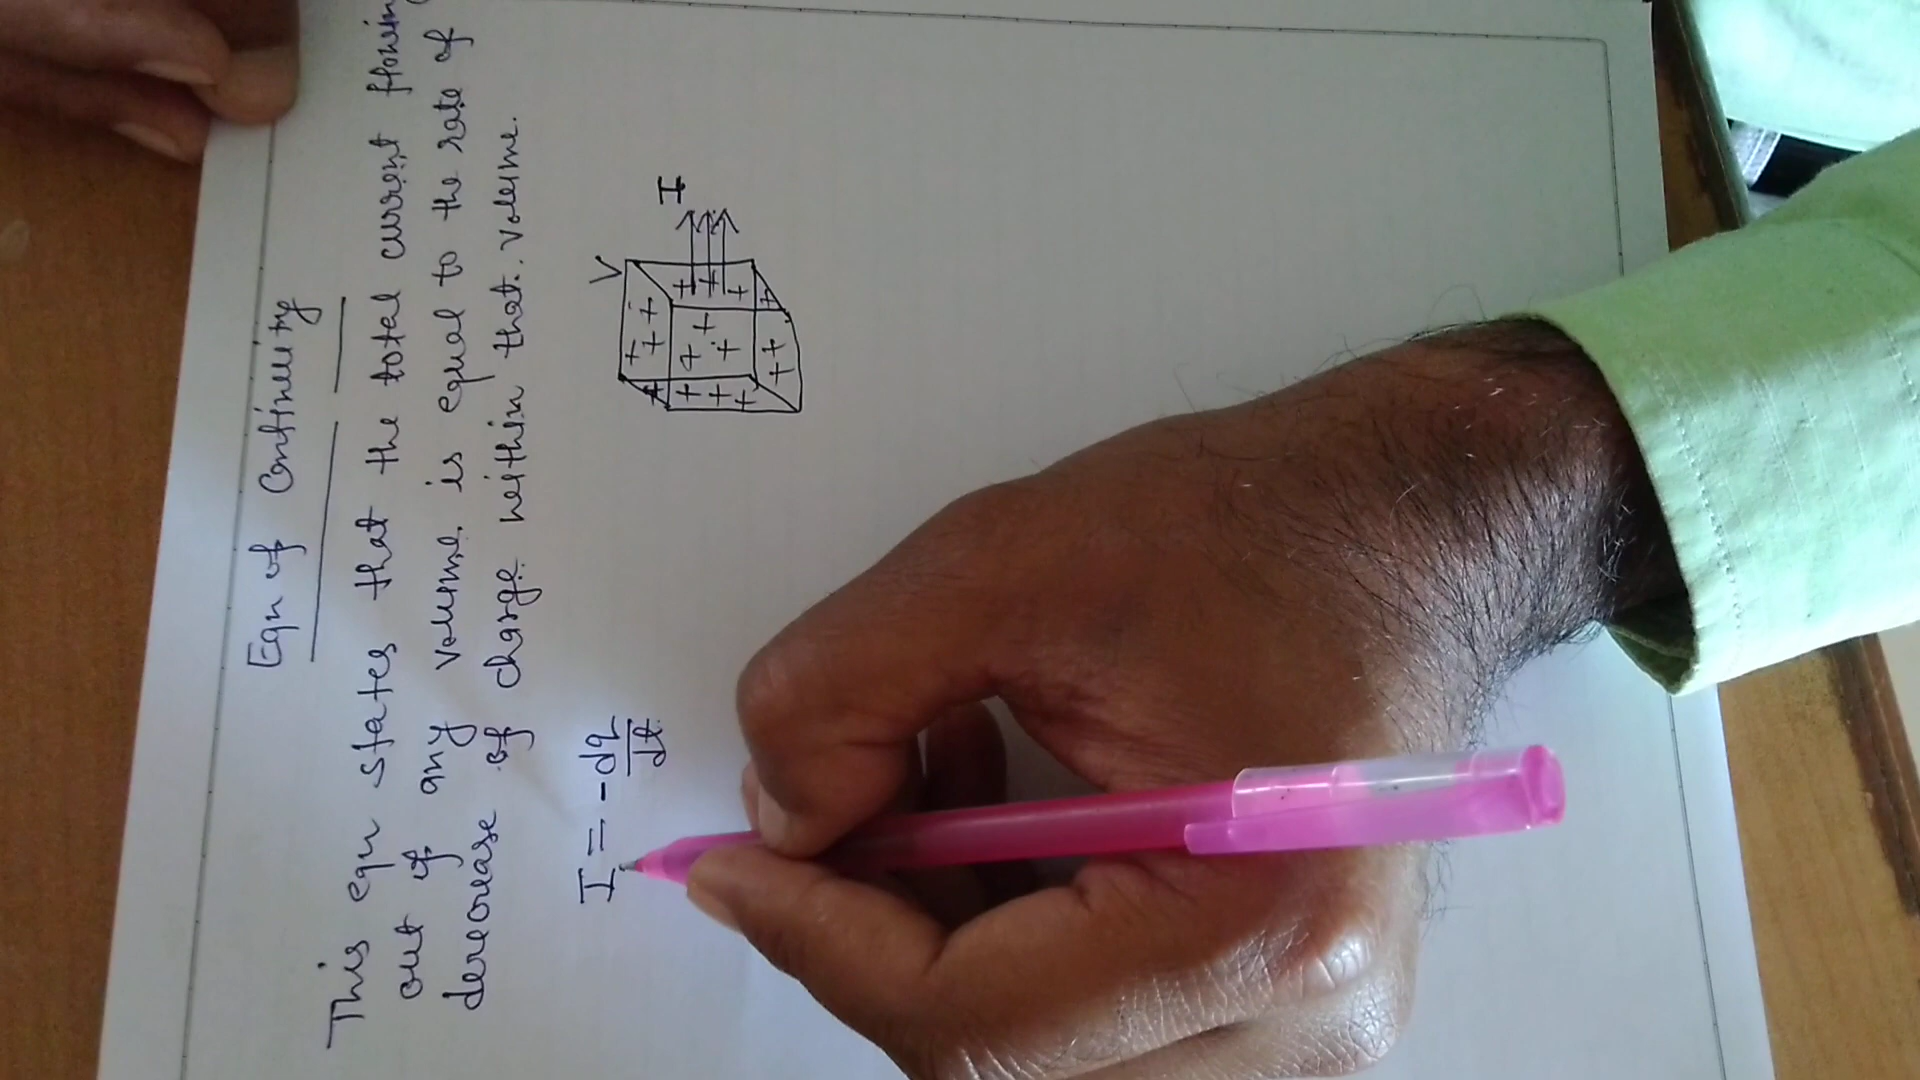 Eqn of Continuity
This eqn states that the total current flowing
out of any volume is equal to the rate of
derecrease of charge within that volume.
I = -dq/dt
V
I